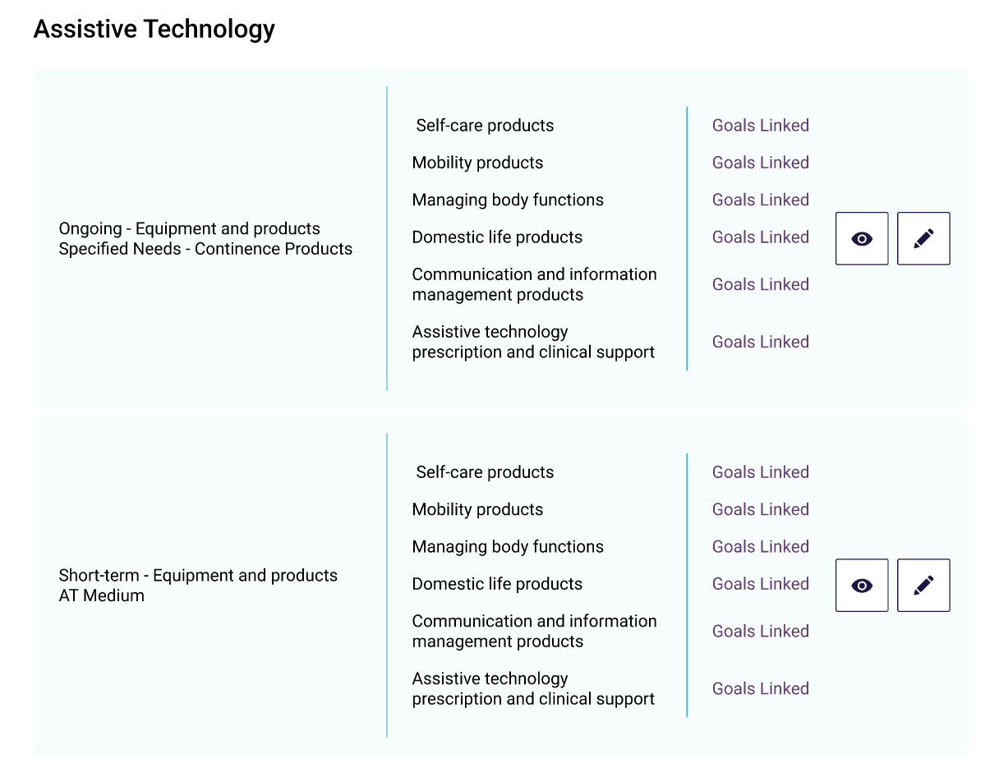 Assistive Technology
Ongoing - Equipment and products
Specified Needs - Continence Products
Self-care products
Goals Linked
Mobility products
Goals Linked
Managing body functions
Goals Linked
Domestic life products
Goals Linked
Communication and information
management products
Goals Linked
Assistive technology
prescription and clinical support
Goals Linked
Short-term - Equipment and products
AT Medium
Self-care products
Goals Linked
Mobility products
Goals Linked
Managing body functions
Goals Linked
Domestic life products
Goals Linked
Communication and information
management products
Goals Linked
Assistive technology
prescription and clinical support
Goals Linked